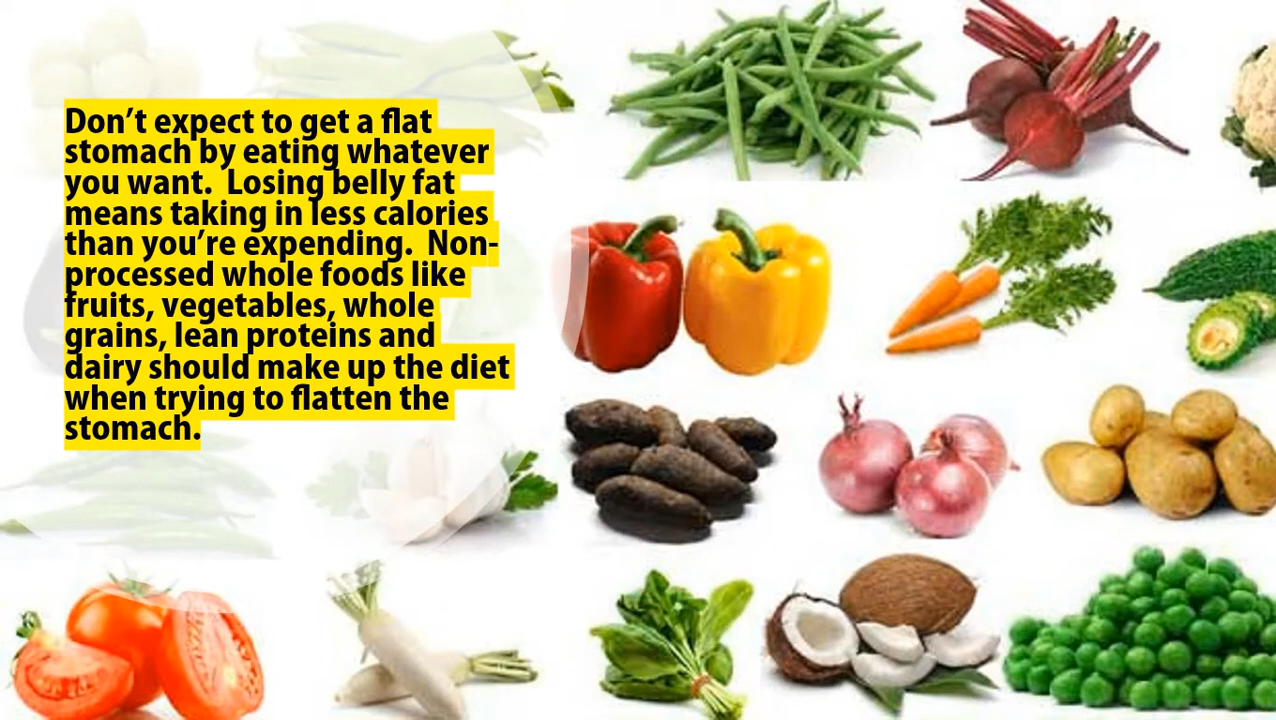 Don’t expect to get a flat
stomach by eating whatever
you want.  Losing belly fat
means taking in less calories
than you’re expending.  Non-
processed whole foods like
fruits, vegetables, whole
grains, lean proteins and
dairy should make up the diet
when trying to flatten the
stomach.